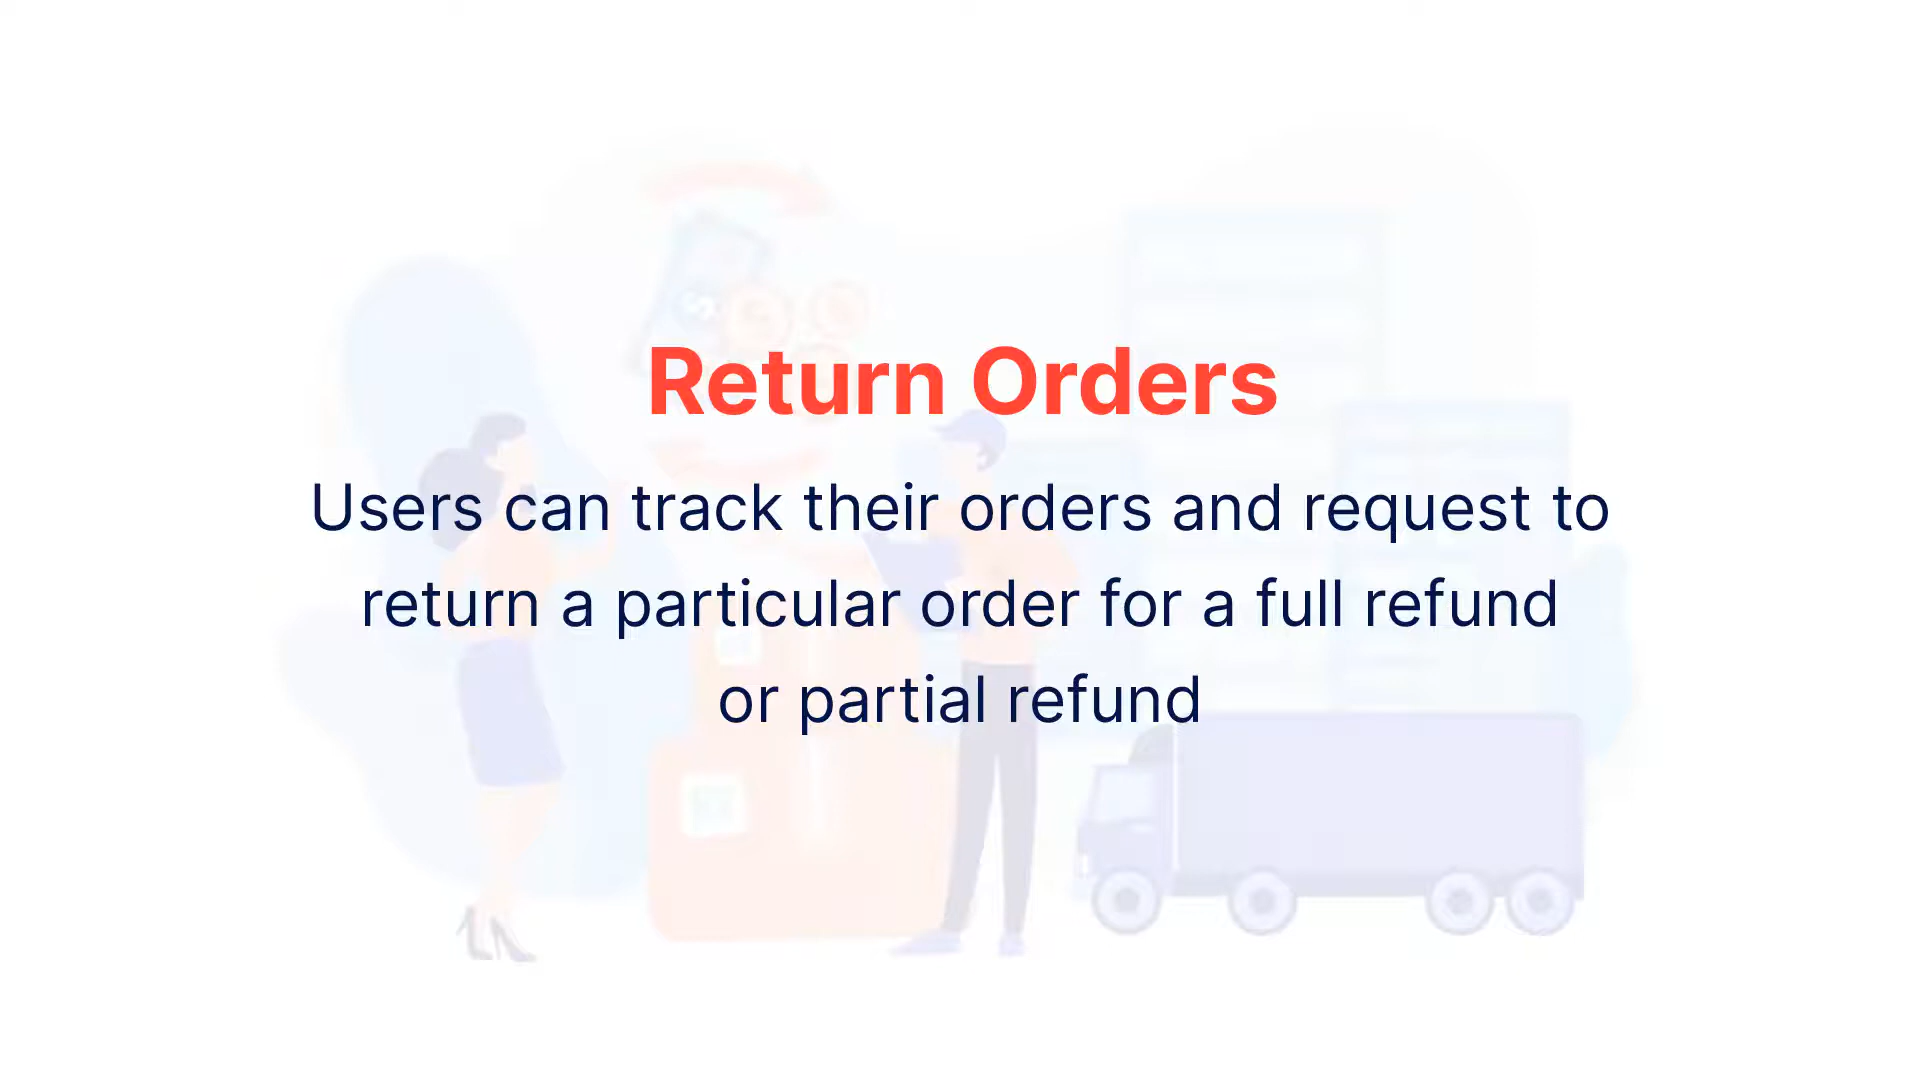 Return Orders
Users can track their orders and request to
return a particular order for a full refund
or partial refund